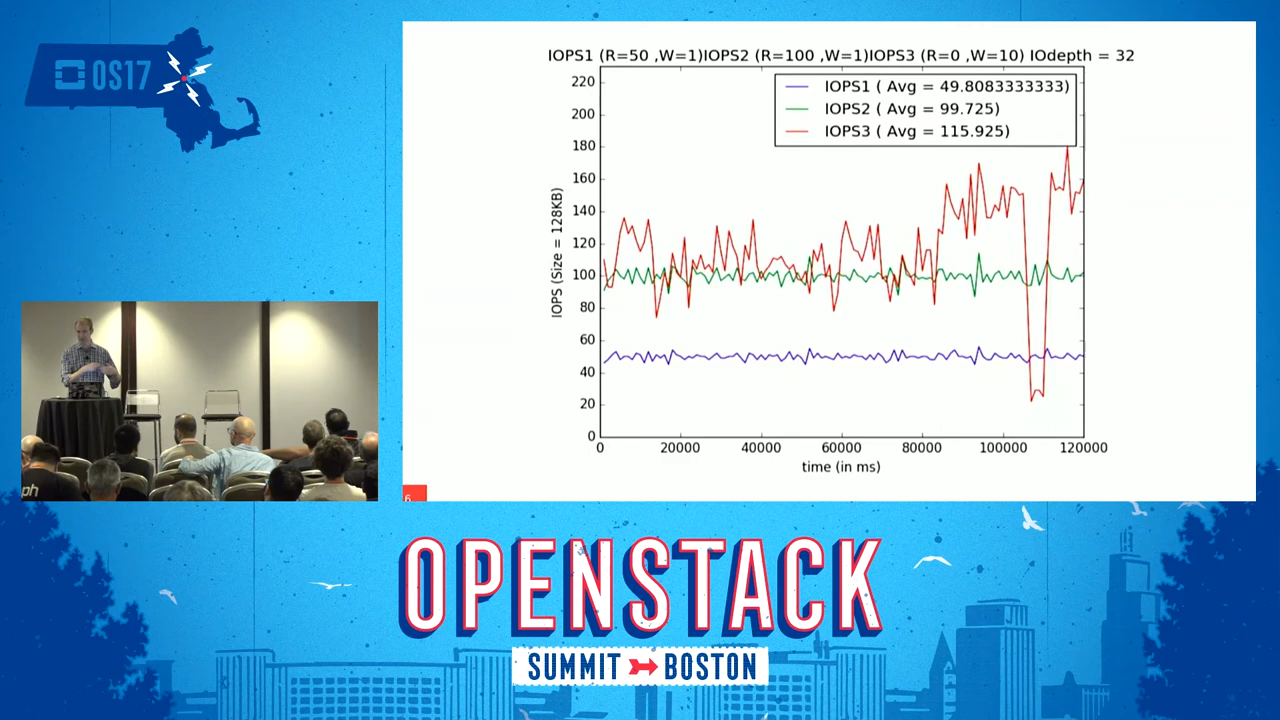 OS17
IOPS1 (R=50 ,W=1)IOPS2 (R=100 ,W=1)IOPS3 (R=0 ,W=10) IOdepth = 32
IOPS1 ( Avg = 49.8083333333)
IOPS2 ( Avg = 99.725)
IOPS3 ( Avg = 115.925)
220
200
180
160
140
120
100
80
60
40
20
0
IOPS (Size = 128KB)
0 20000 40000 60000 80000 100000 120000
time (in ms)
6
ph
OPENSTACK
SUMMIT BOSTON